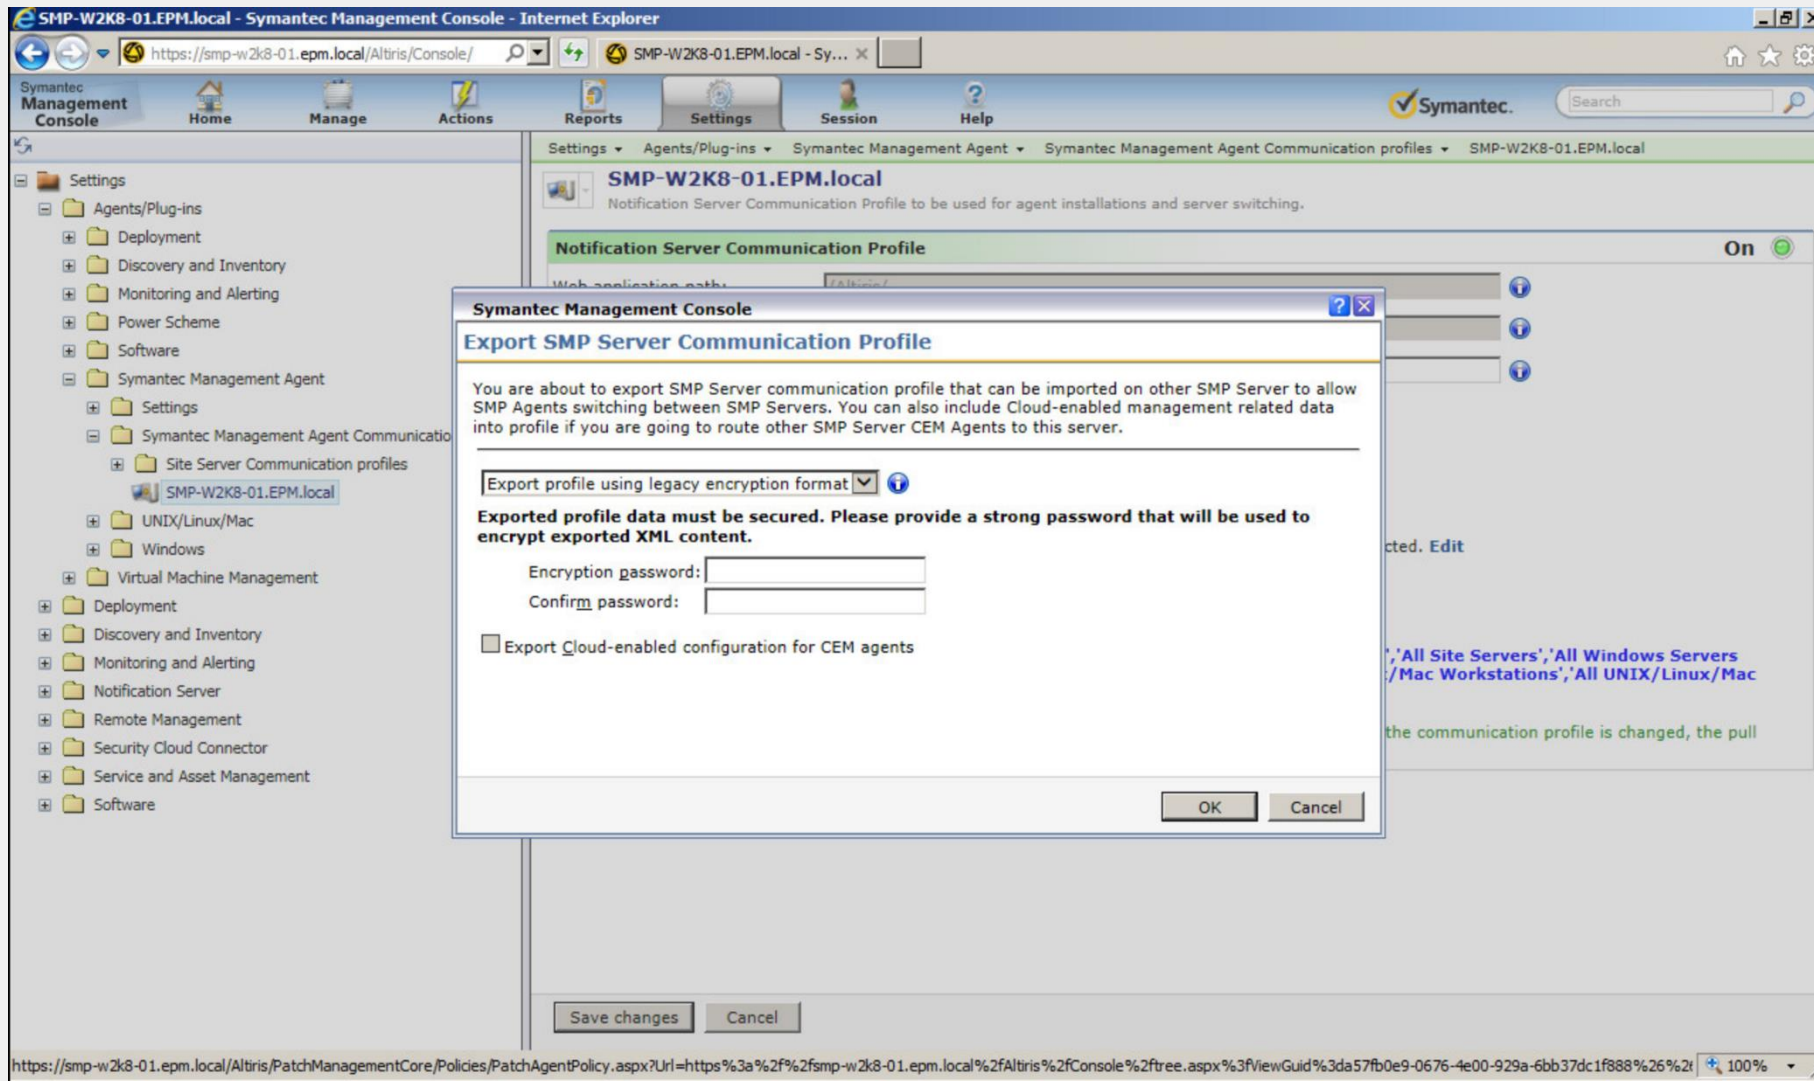 SMP-W2K8-01.EPM.local - Symantec Management Console - Internet Explorer
https://smp-w2k8-01.epm.local/Altiris/Console/
SMP-W2K8-01.EPM.local - Sy...
Symantec
Management
Console
Home
Manage
Actions
Reports
Settings
Session
Help
Symantec.
Search
Settings
Agents/Plug-ins
Deployment
Discovery and Inventory
Monitoring and Alerting
Power Scheme
Software
Symantec Management Agent
Settings
Symantec Management Agent Communicatio
Site Server Communication profiles
SMP-W2K8-01.EPM.local
UNIX/Linux/Mac
Windows
Virtual Machine Management
Deployment
Discovery and Inventory
Monitoring and Alerting
Notification Server
Remote Management
Security Cloud Connector
Service and Asset Management
Software
Settings Agents/Plug-ins Symantec Management Agent Symantec Management Agent Communication profiles SMP-W2K8-01.EPM.local
SMP-W2K8-01.EPM.local
Notification Server Communication Profile to be used for agent installations and server switching.
Notification Server Communication Profile
On
Web application path:
/Altiris/
Symantec Management Console
Export SMP Server Communication Profile
You are about to export SMP Server communication profile that can be imported on other SMP Server to allow
SMP Agents switching between SMP Servers. You can also include Cloud-enabled management related data
into profile if you are going to route other SMP Server CEM Agents to this server.
Export profile using legacy encryption format
Exported profile data must be secured. Please provide a strong password that will be used to
encrypt exported XML content.
Encryption password:
Confirm password:
Export Cloud-enabled configuration for CEM agents
OK
Cancel
cted. Edit
','All Site Servers','All Windows Servers
/Mac Workstations','All UNIX/Linux/Mac
the communication profile is changed, the pull
Save changes
Cancel
https://smp-w2k8-01.epm.local/Altiris/PatchManagementCore/Policies/PatchAgentPolicy.aspx?Url=https%3a%2f%2fsmp-w2k8-01.epm.local%2fAltiris%2fConsole%2ftree.aspx%3fViewGuid%3da57fb0e9-0676-4e00-929a-6bb37dc1f888%26%2
100%